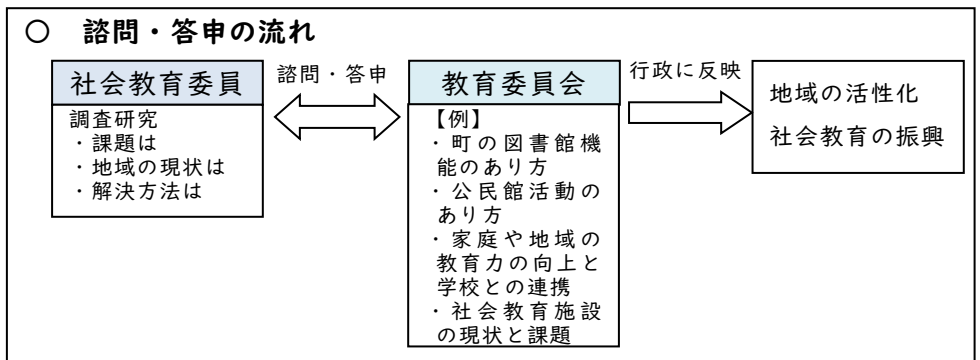 〇　諮問・答申の流れ
社会教育委員
調査研究
・課題は
・地域の現状は
・解決方法は
諮問・答申
教育委員会
【例】
・町の図書館機
能のあり方
・公民館活動の
あり方
・家庭や地域の
教育力の向上と
学校との連携
・社会教育施設
の現状と課題
行政に反映
地域の活性化
社会教育の振興